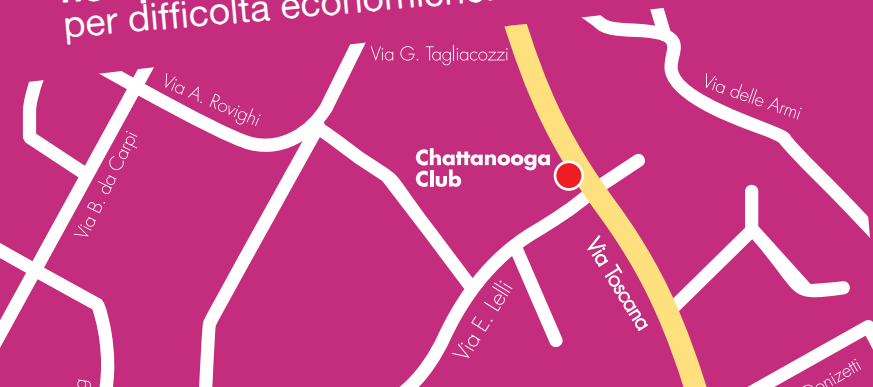 per difficoltà economiche
Via G. Tagliacozzi
Via A. Rovighi
Via delle Armi
Via B. da Carpi
Chattanooga
Club
Via Toscana
Via E. Lelli
Donizetti